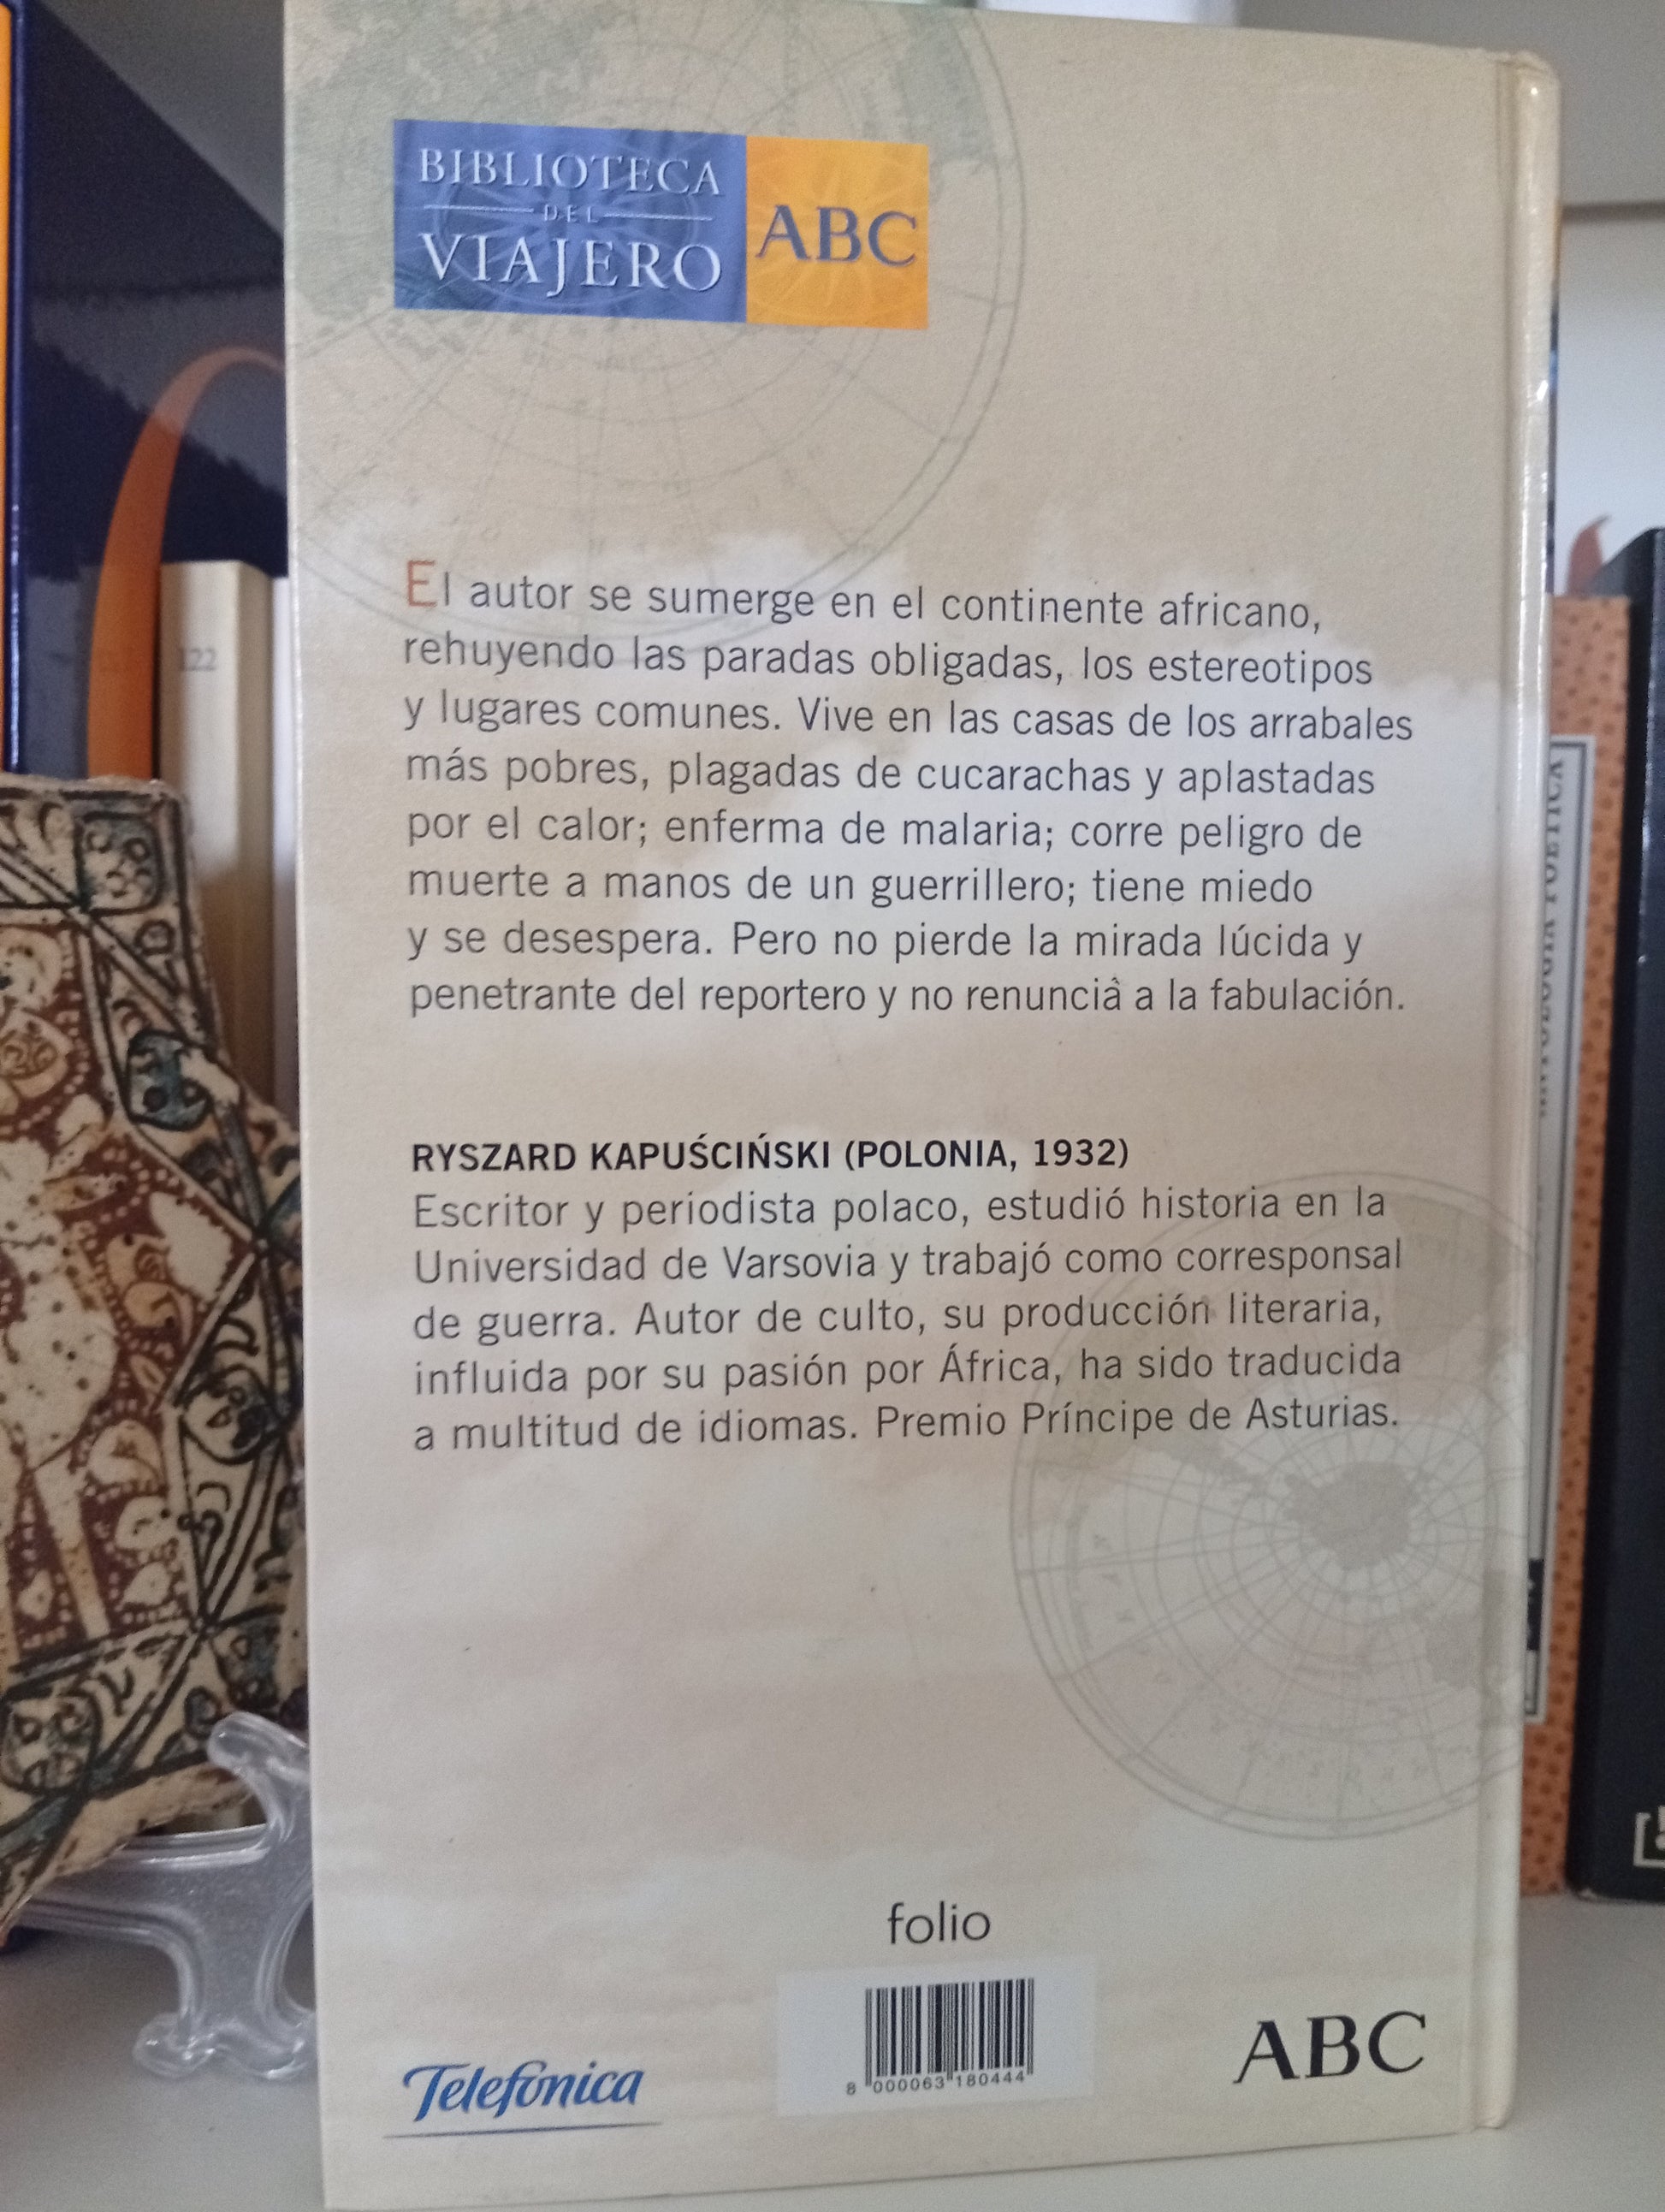 BIBLIOTECA
DEL
VIAJERO
ABC
El autor se sumerge en el continente africano,
rehuyendo las paradas obligadas, los estereotipos
y lugares comunes. Vive en las casas de los arrabales
más pobres, plagadas de cucarachas y aplastadas
por el calor; enferma de malaria; corre peligro de
muerte a manos de un guerrillero; tiene miedo
y se desespera. Pero no pierde la mirada lúcida y
penetrante del reportero y no renuncia a la fabulación.
RYSZARD KAPUŚCIŃSKI (POLONIA, 1932)
Escritor y periodista polaco, estudió historia en la
Universidad de Varsovia y trabajó como corresponsal
de guerra. Autor de culto, su producción literaria,
influida por su pasión por África, ha sido traducida
a multitud de idiomas. Premio Príncipe de Asturias.
folio
8 000063 180444
Telefónica
ABC
122
ANTOLOGÍA POÉTICA